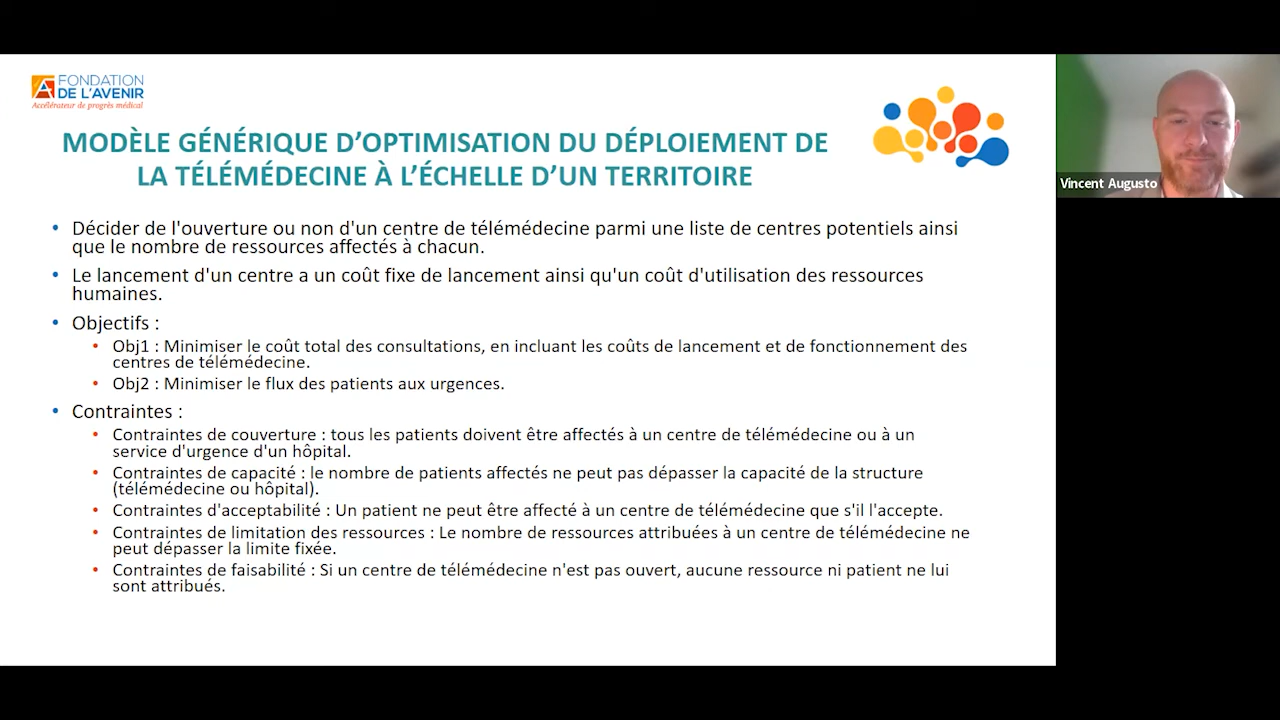 FONDATION
DE L'AVENIR
Accélérateur de progrès médical
MODÈLE GÉNÉRIQUE D'OPTIMISATION DU DÉPLOIEMENT DE
LA TÉLÉMÉDECINE À L'ÉCHELLE D'UN TERRITOIRE
Vincent Augusto
• Décider de l'ouverture ou non d'un centre de télémédecine parmi une liste de centres potentiels ainsi
que le nombre de ressources affectés à chacun.
• Le lancement d'un centre a un coût fixe de lancement ainsi qu'un coût d'utilisation des ressources
humaines.
• Objectifs :
• Obj1 : Minimiser le coût total des consultations, en incluant les coûts de lancement et de fonctionnement des
centres de télémédecine.
• Obj2 : Minimiser le flux des patients aux urgences.
• Contraintes :
• Contraintes de couverture : tous les patients doivent être affectés à un centre de télémédecine ou à un
service d'urgence d'un hôpital.
• Contraintes de capacité : le nombre de patients affectés ne peut pas dépasser la capacité de la structure
(télémédecine ou hôpital).
• Contraintes d'acceptabilité : Un patient ne peut être affecté à un centre de télémédecine que s'il l'accepte.
• Contraintes de limitation des ressources : Le nombre de ressources attribuées à un centre de télémédecine ne
peut dépasser la limite fixée.
• Contraintes de faisabilité : Si un centre de télémédecine n'est pas ouvert, aucune ressource ni patient ne lui
sont attribués.